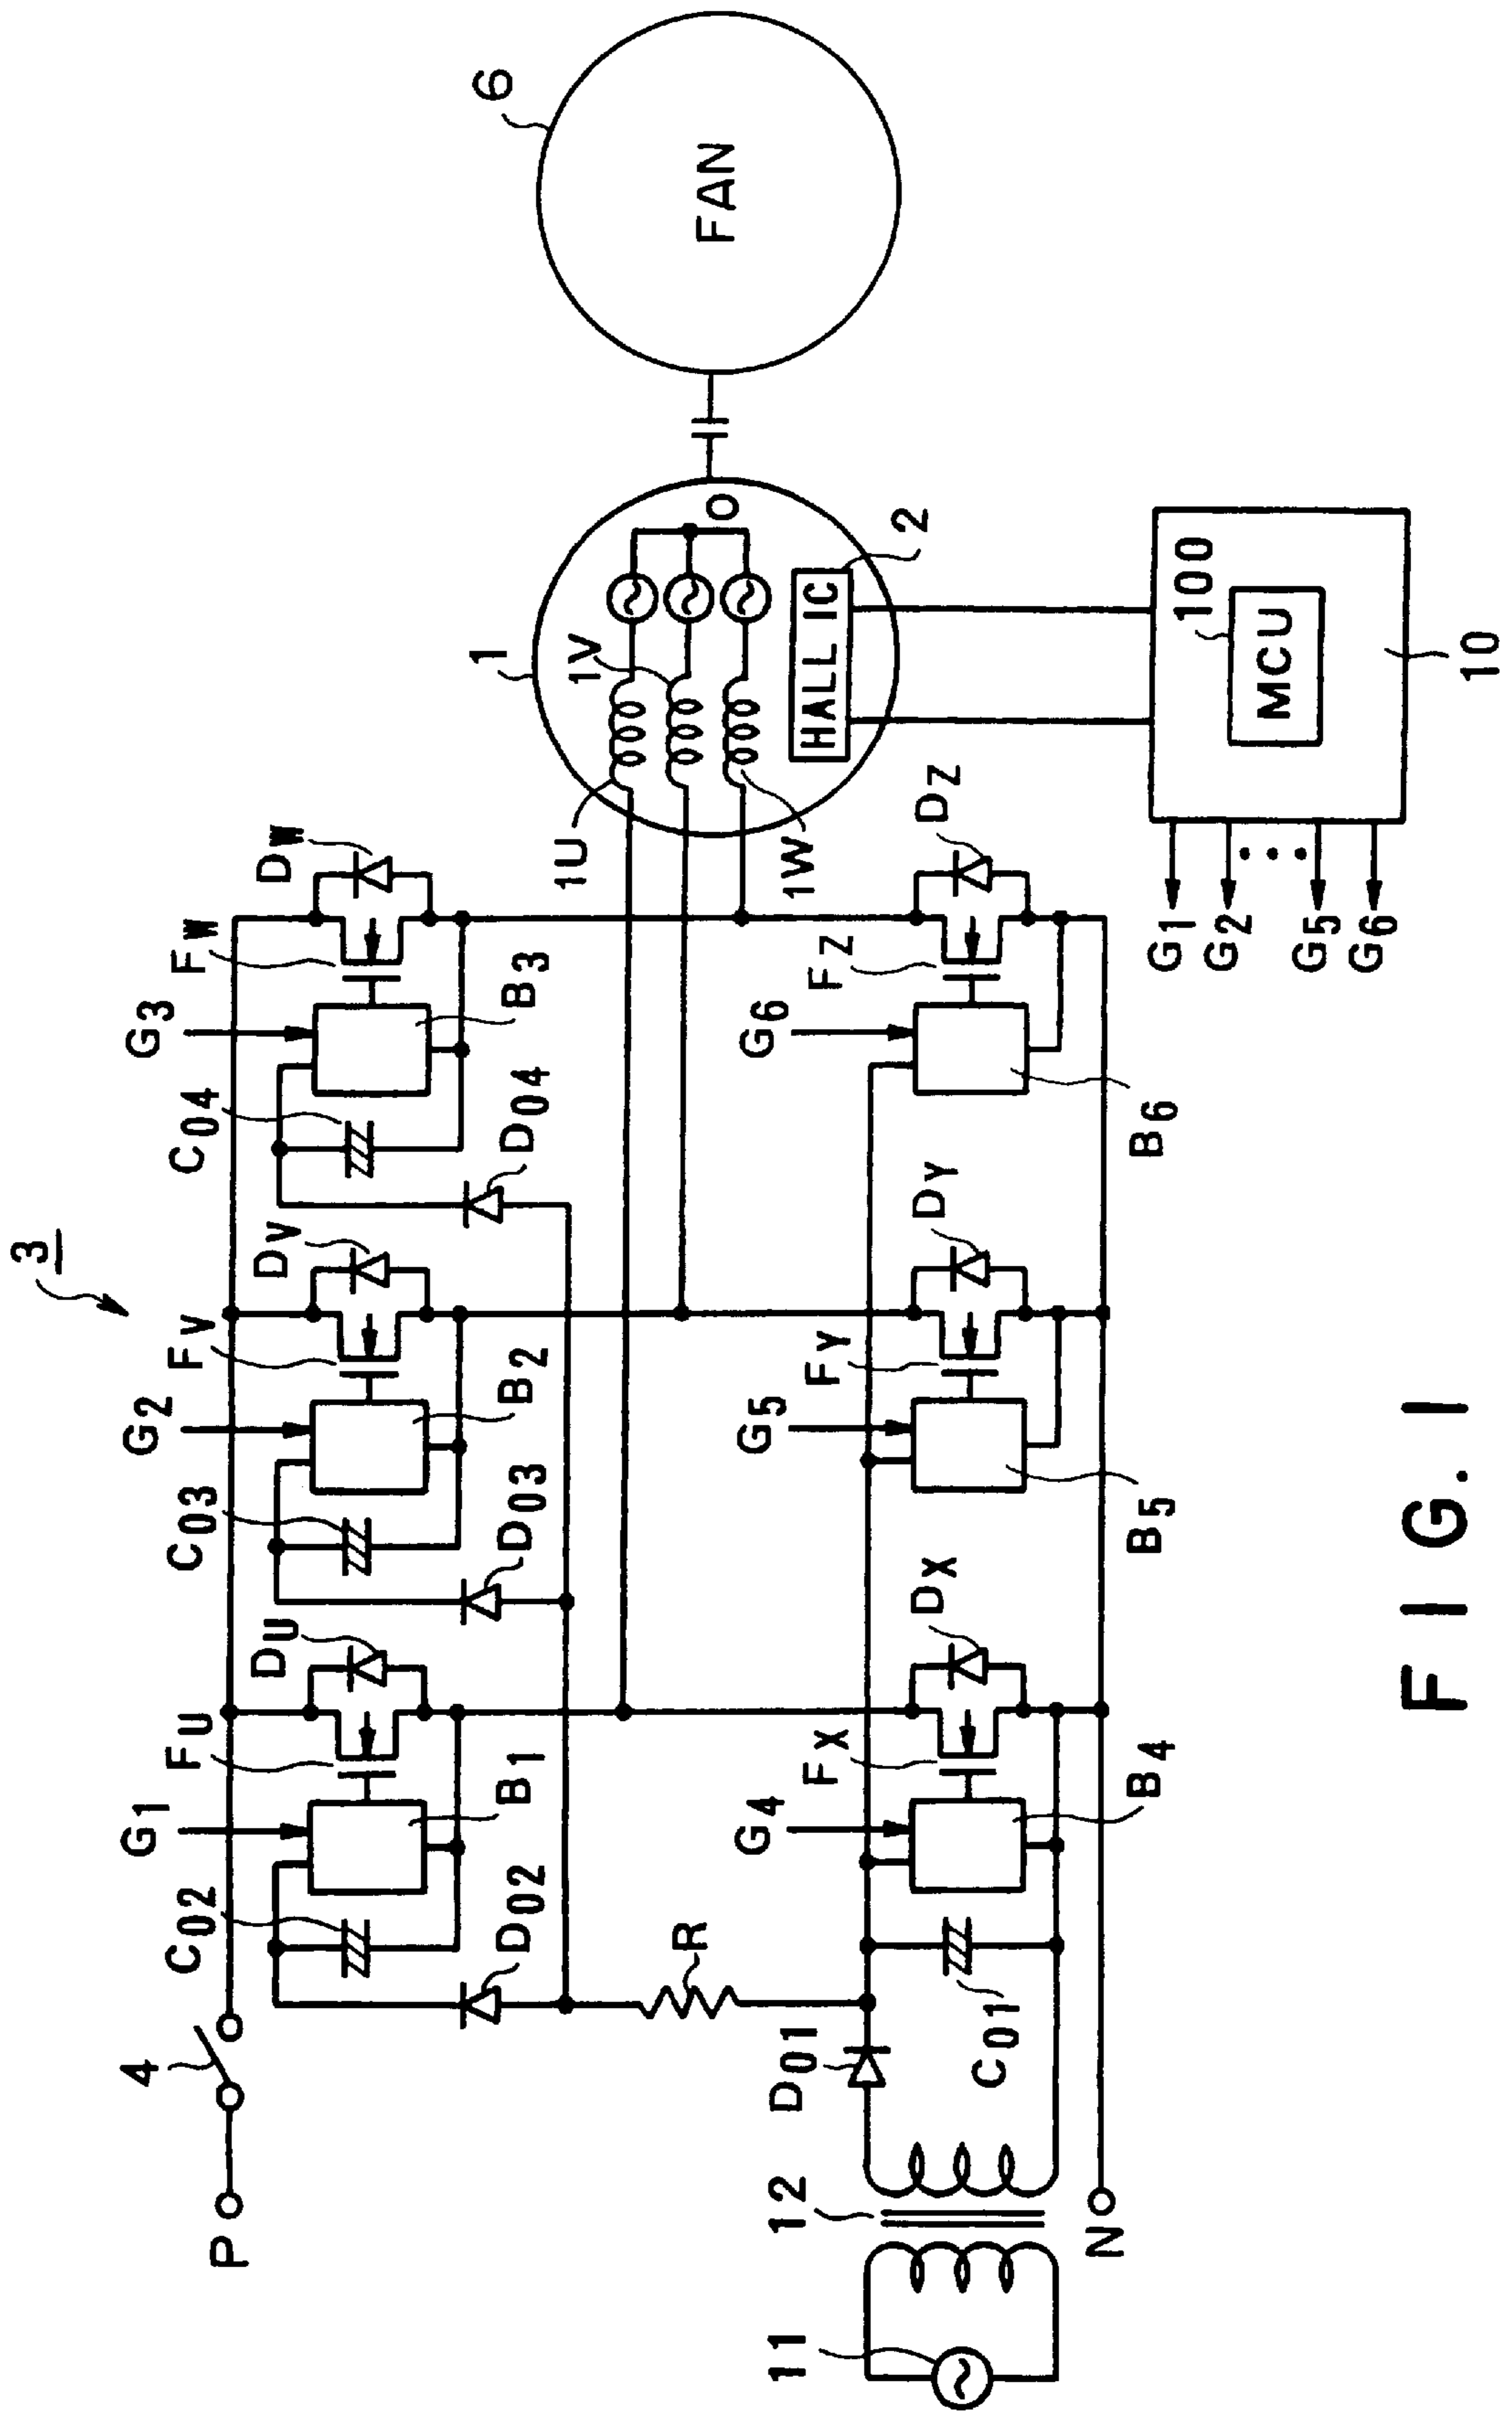 3
4
P
G1
FU
DU
C02
B1
D02
G2
FV
DV
C03
B2
D03
G3
FW
DW
C04
B3
D04
R
1U
1V
1W
1
O
HALL IC
2
FAN
6
11
12
D01
C01
N
G4
FX
DX
B4
G5
FY
DY
B5
G6
FZ
DZ
B6
100
MCU
10
G1
G2
G5
G6
FIG. 1